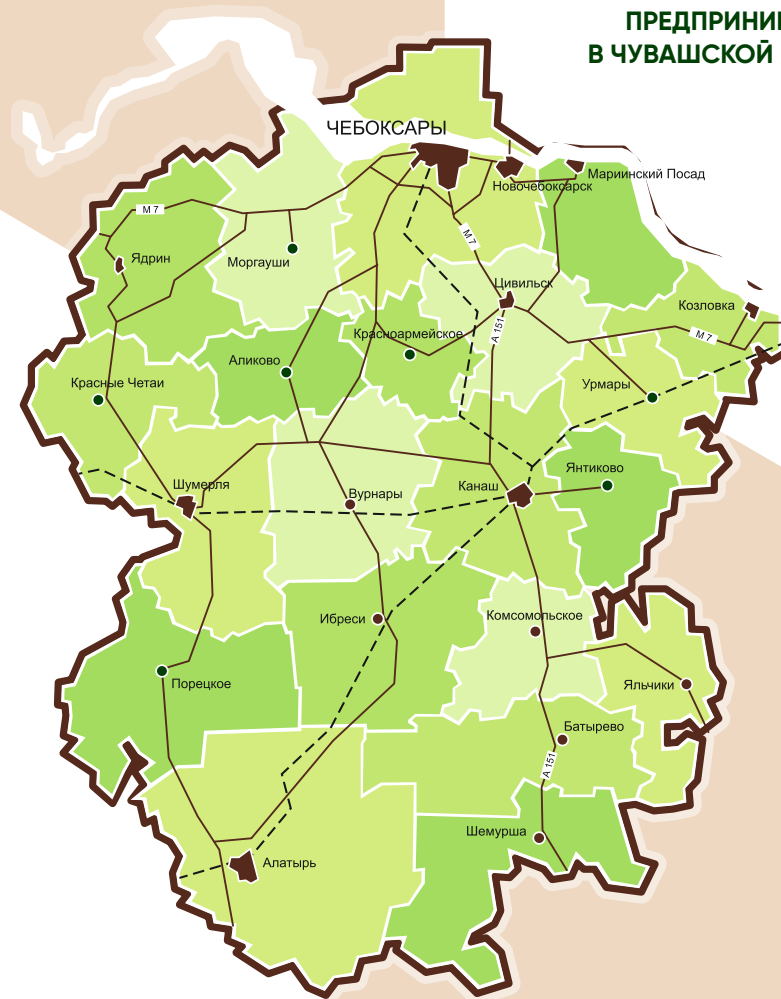 ПРЕДПРИНИ
В ЧУВАШСКОЙ
ЧЕБОКСАРЫ
Новочебоксарск
Мариинский Посад
М 7
Ядрин
Моргауши
М 7
Цивильск
Козловка
А 151
Красноармейское
М 7
Аликово
Красные Четаи
Урмары
Шумерля
Вурнары
Канаш
Янтиково
Ибреси
Комсомольское
Порецкое
Яльчики
Батырево
А 151
Шемурша
Алатырь